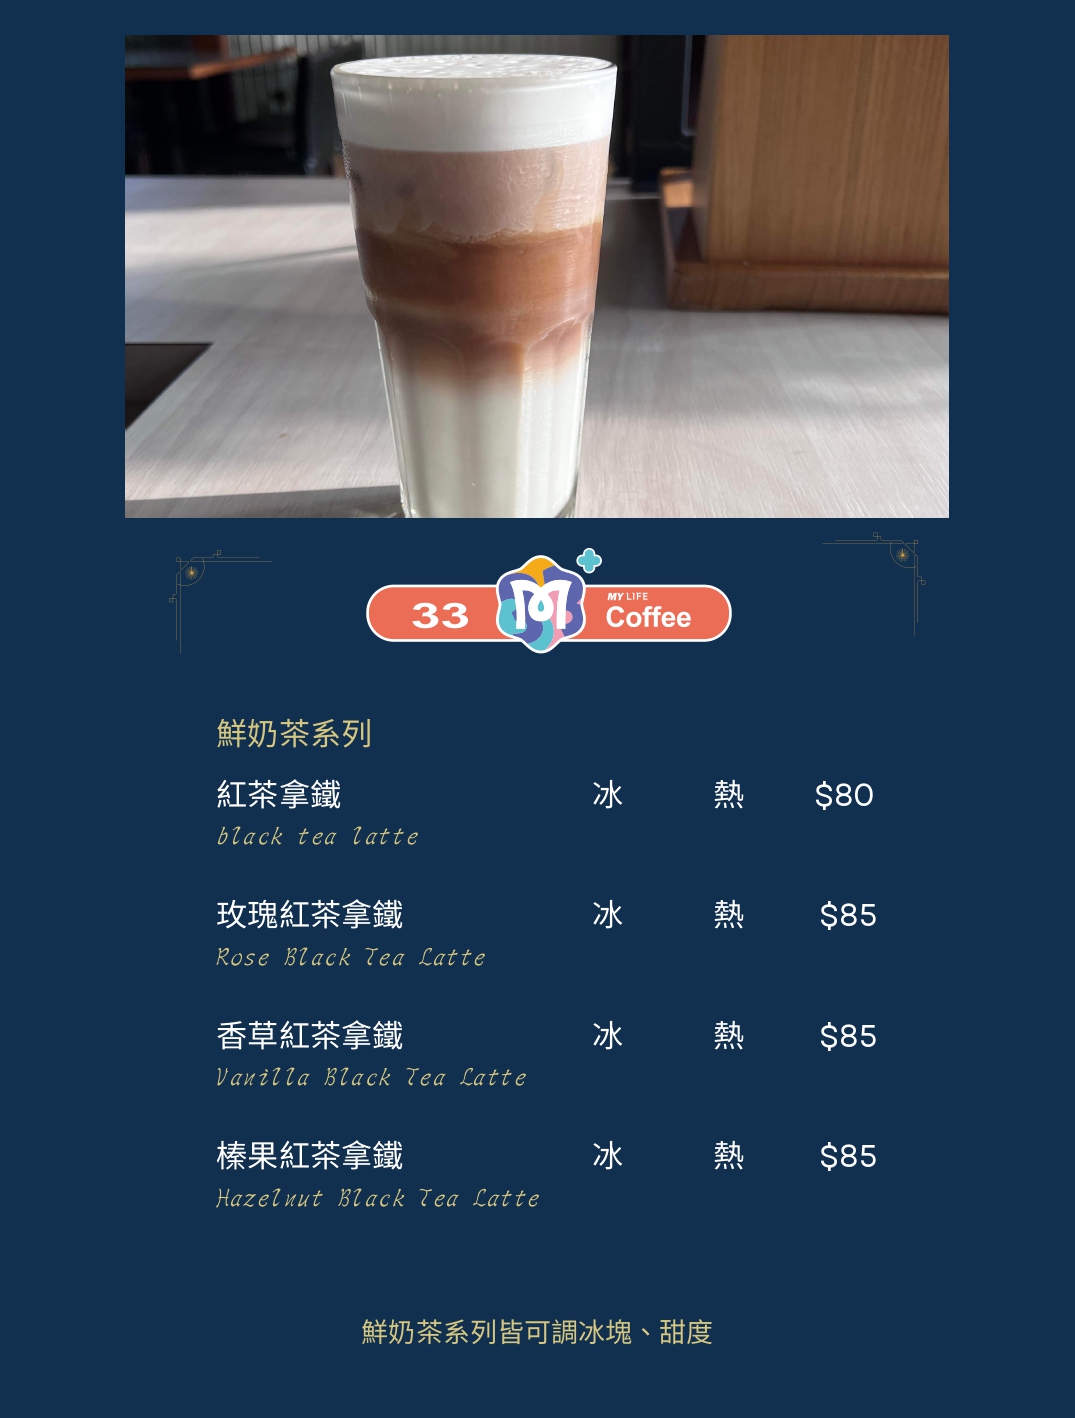 33
MY LIFE
Coffee
鮮奶茶系列
紅茶拿鐵 冰 熱 $80
black tea latte
玫瑰紅茶拿鐵 冰 熱 $85
Rose Black Tea Latte
香草紅茶拿鐵 冰 熱 $85
Vanilla Black Tea Latte
榛果紅茶拿鐵 冰 熱 $85
Hazelnut Black Tea Latte
鮮奶茶系列皆可調冰塊、甜度